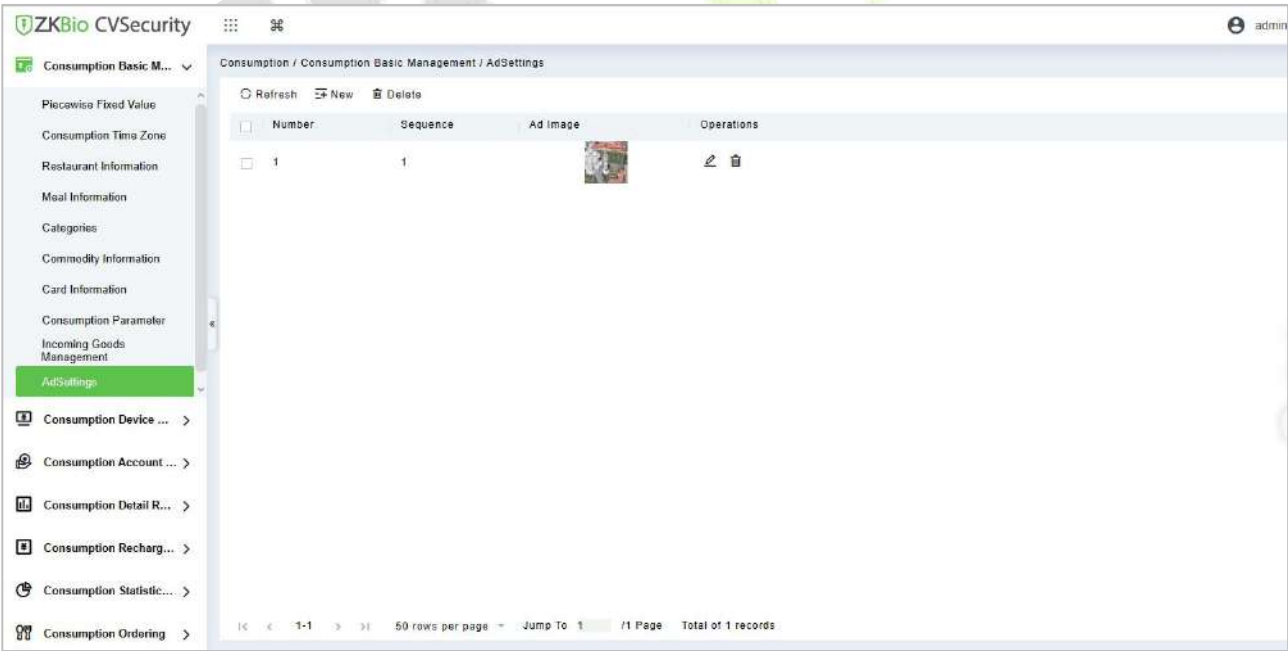 ZKBio CVSecurity
admin
Consumption Basic M...
Consumption / Consumption Basic Management / AdSettings
Refresh New Delete
Piecewise Fixed Value
Consumption Time Zone
Restaurant Information
Meal Information
Categories
Commodity Information
Card Information
Consumption Parameter
Incoming Goods
Management
AdSettings
Consumption Device ...
Consumption Account ...
Consumption Detail R...
Consumption Recharg...
Consumption Statistic...
Consumption Ordering
Number Sequence Ad Image Operations
1 1
1-1 50 rows per page Jump To 1 /1 Page Total of 1 records